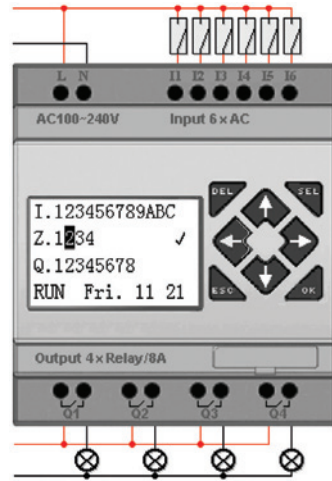 L N I1 I2 I3 I4 I5 I6
AC100~240V Input 6 x AC
DEL SEL
I.123456789ABC
Z.1234 ✓
Q.12345678
RUN Fri. 11 21
ESC OK
Output 4 x Relay/8A
Q1 Q2 Q3 Q4